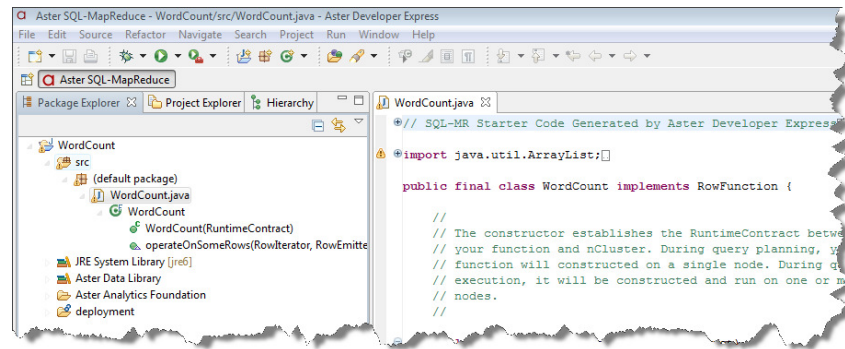 Aster SQL-MapReduce - WordCount/src/WordCount.java - Aster Developer Express
File Edit Source Refactor Navigate Search Project Run Window Help
Aster SQL-MapReduce
Package Explorer Project Explorer Hierarchy
WordCount
src
(default package)
WordCount.java
WordCount
WordCount(RuntimeContract)
operateOnSomeRows(RowIterator, RowEmitte
JRE System Library [jre6]
Aster Data Library
Aster Analytics Foundation
deployment
WordCount.java
// SQL-MR Starter Code Generated by Aster Developer Express
import java.util.ArrayList;
public final class WordCount implements RowFunction {
//
// The constructor establishes the RuntimeContract betwe
// your function and nCluster. During query planning, y
// function will constructed on a single node. During q
// execution, it will be constructed and run on one or m
// nodes.
//